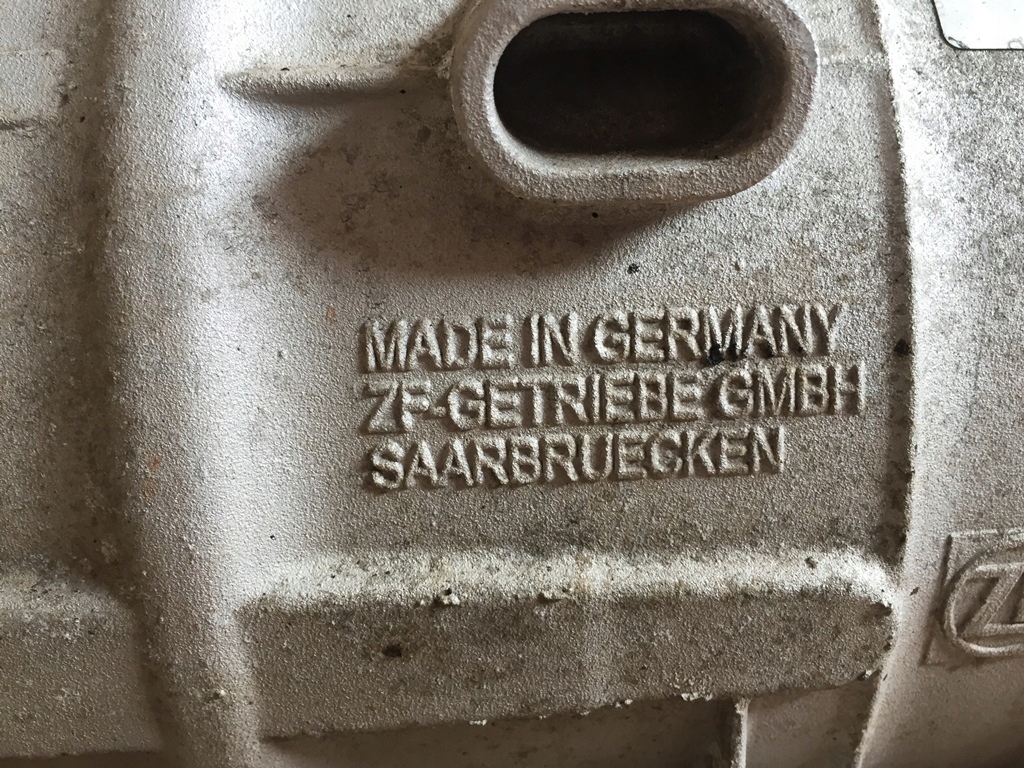 MADE IN GERMANY
ZF-GETRIEBE GMBH
SAARBRUECKEN